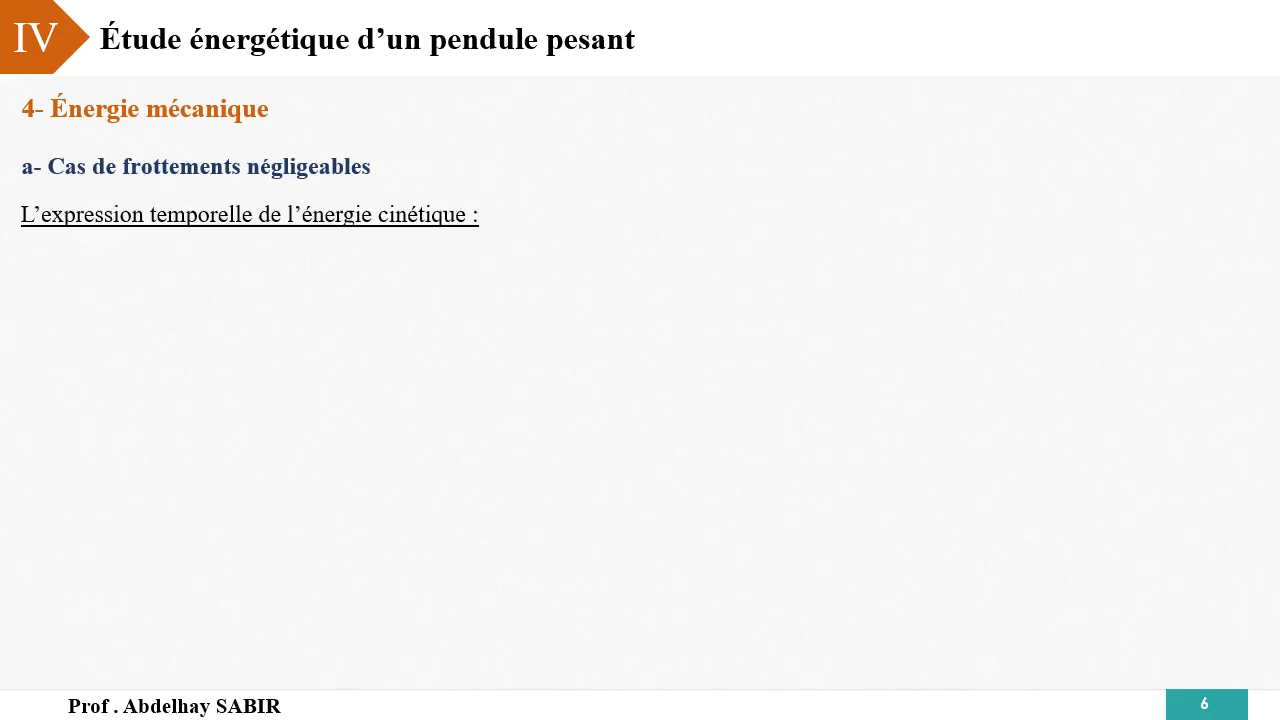 IV
Étude énergétique d’un pendule pesant
4- Énergie mécanique
a- Cas de frottements négligeables
L’expression temporelle de l’énergie cinétique :
Prof . Abdelhay SABIR
6